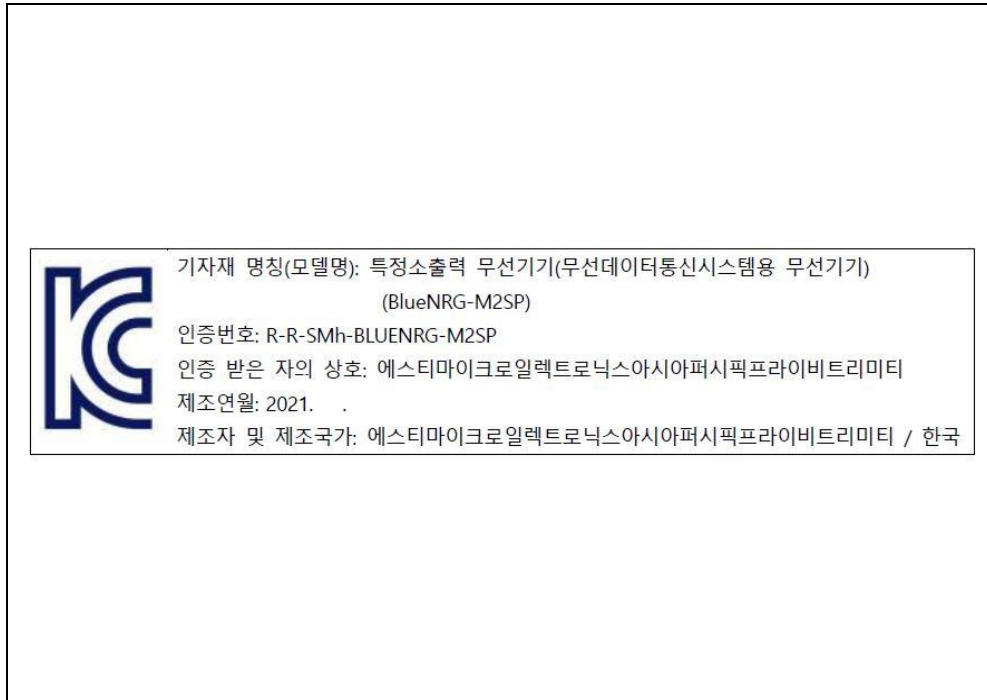 기자재 명칭(모델명): 특정소출력 무선기기(무선데이터통신시스템용 무선기기)
(BlueNRG-M2SP)
인증번호: R-R-SMh-BLUENRG-M2SP
인증 받은 자의 상호: 에스티마이크로일렉트로닉스아시아퍼시픽프라이비트리미티
제조연월: 2021.    .
제조자 및 제조국가: 에스티마이크로일렉트로닉스아시아퍼시픽프라이비트리미티 / 한국